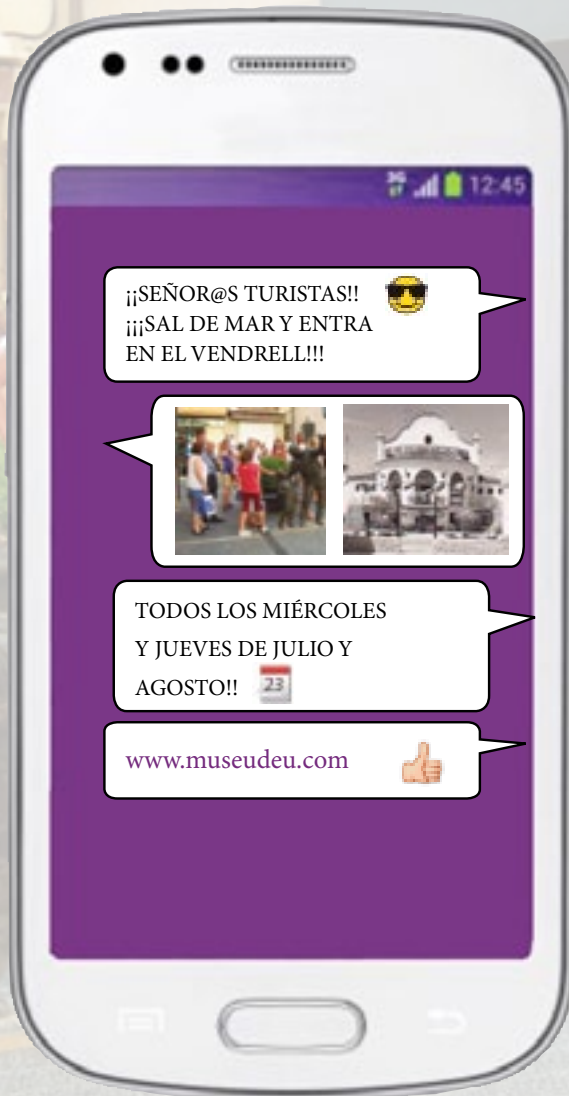 3G 12:45
¡¡SEÑOR@S TURISTAS!!
¡¡¡SAL DE MAR Y ENTRA
EN EL VENDRELL!!!
TODOS LOS MIÉRCOLES
Y JUEVES DE JULIO Y
AGOSTO!! 23
www.museudeu.com